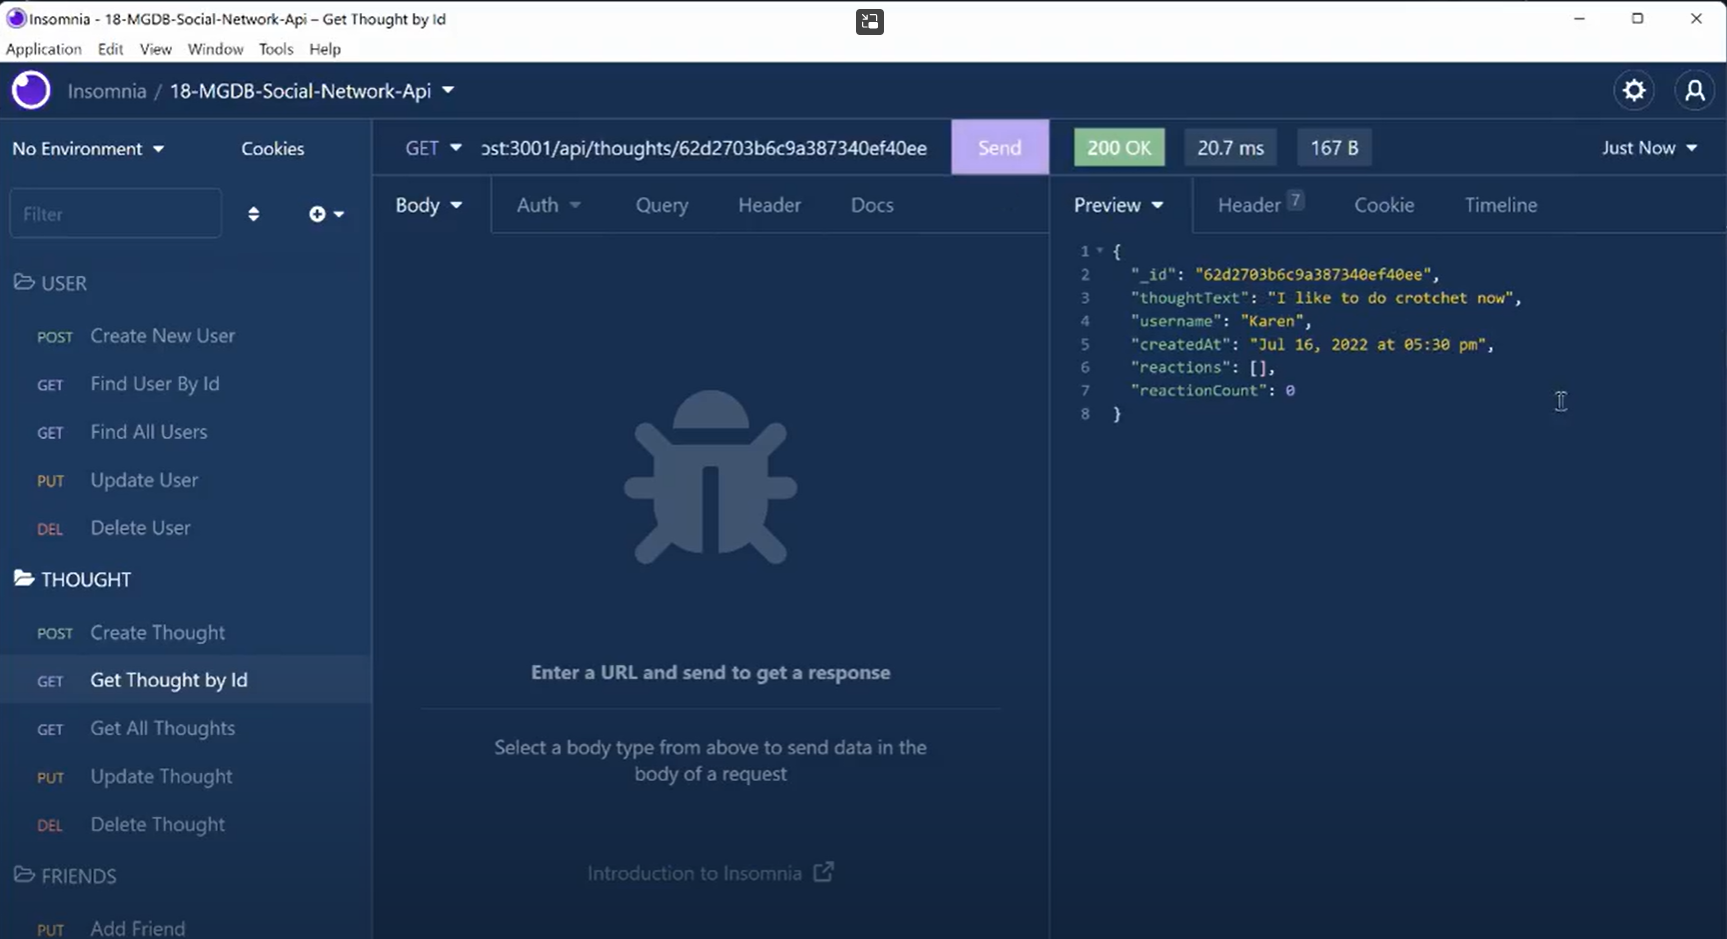 Insomnia - 18-MGDB-Social-Network-Api – Get Thought by Id
Application Edit View Window Tools Help
Insomnia / 18-MGDB-Social-Network-Api
No Environment Cookies
Filter
USER
POST Create New User
GET Find User By Id
GET Find All Users
PUT Update User
DEL Delete User
THOUGHT
POST Create Thought
GET Get Thought by Id
GET Get All Thoughts
PUT Update Thought
DEL Delete Thought
FRIENDS
PUT Add Friend
GET ost:3001/api/thoughts/62d2703b6c9a387340ef40ee Send
Body Auth Query Header Docs
Enter a URL and send to get a response
Select a body type from above to send data in the
body of a request
Introduction to Insomnia
200 OK 20.7 ms 167 B Just Now
Preview Header 7 Cookie Timeline
1 {
2 "_id": "62d2703b6c9a387340ef40ee",
3 "thoughtText": "I like to do crotchet now",
4 "username": "Karen",
5 "createdAt": "Jul 16, 2022 at 05:30 pm",
6 "reactions": [],
7 "reactionCount": 0
8 }